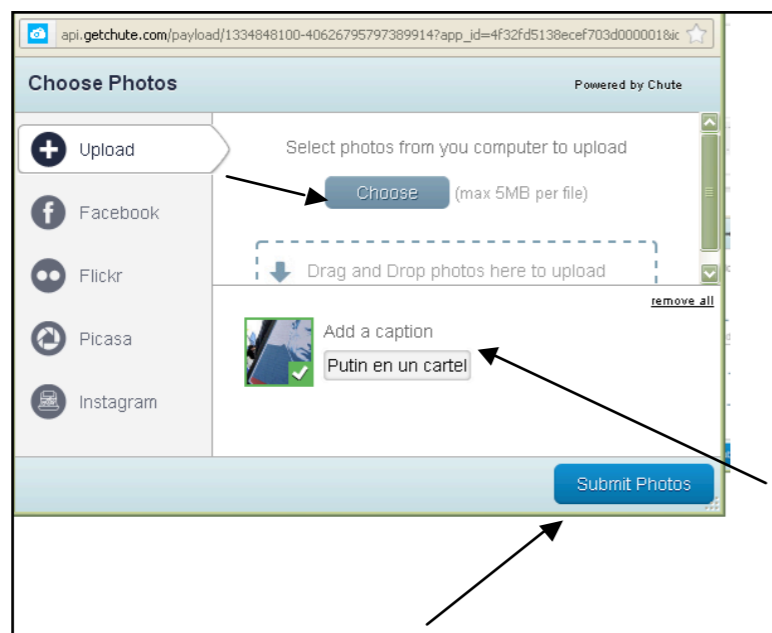 api.getchute.com/payload/1334848100-40626795797389914?app_id=4f32fd5138ecef703d000001&ic
Choose Photos
Powered by Chute
Upload
Select photos from you computer to upload
Choose (max 5MB per file)
Facebook
Drag and Drop photos here to upload
Flickr
remove all
Picasa
Add a caption
Putin en un cartel
Instagram
Submit Photos